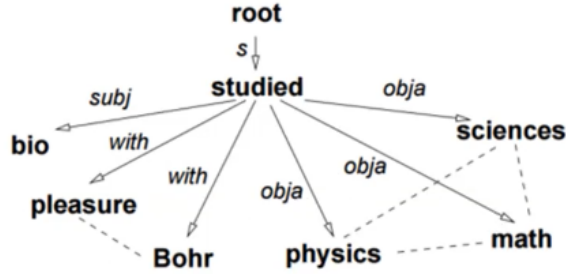 root
s
studied
subj
obja
bio
with
sciences
with
obja
obja
pleasure
Bohr
physics
math